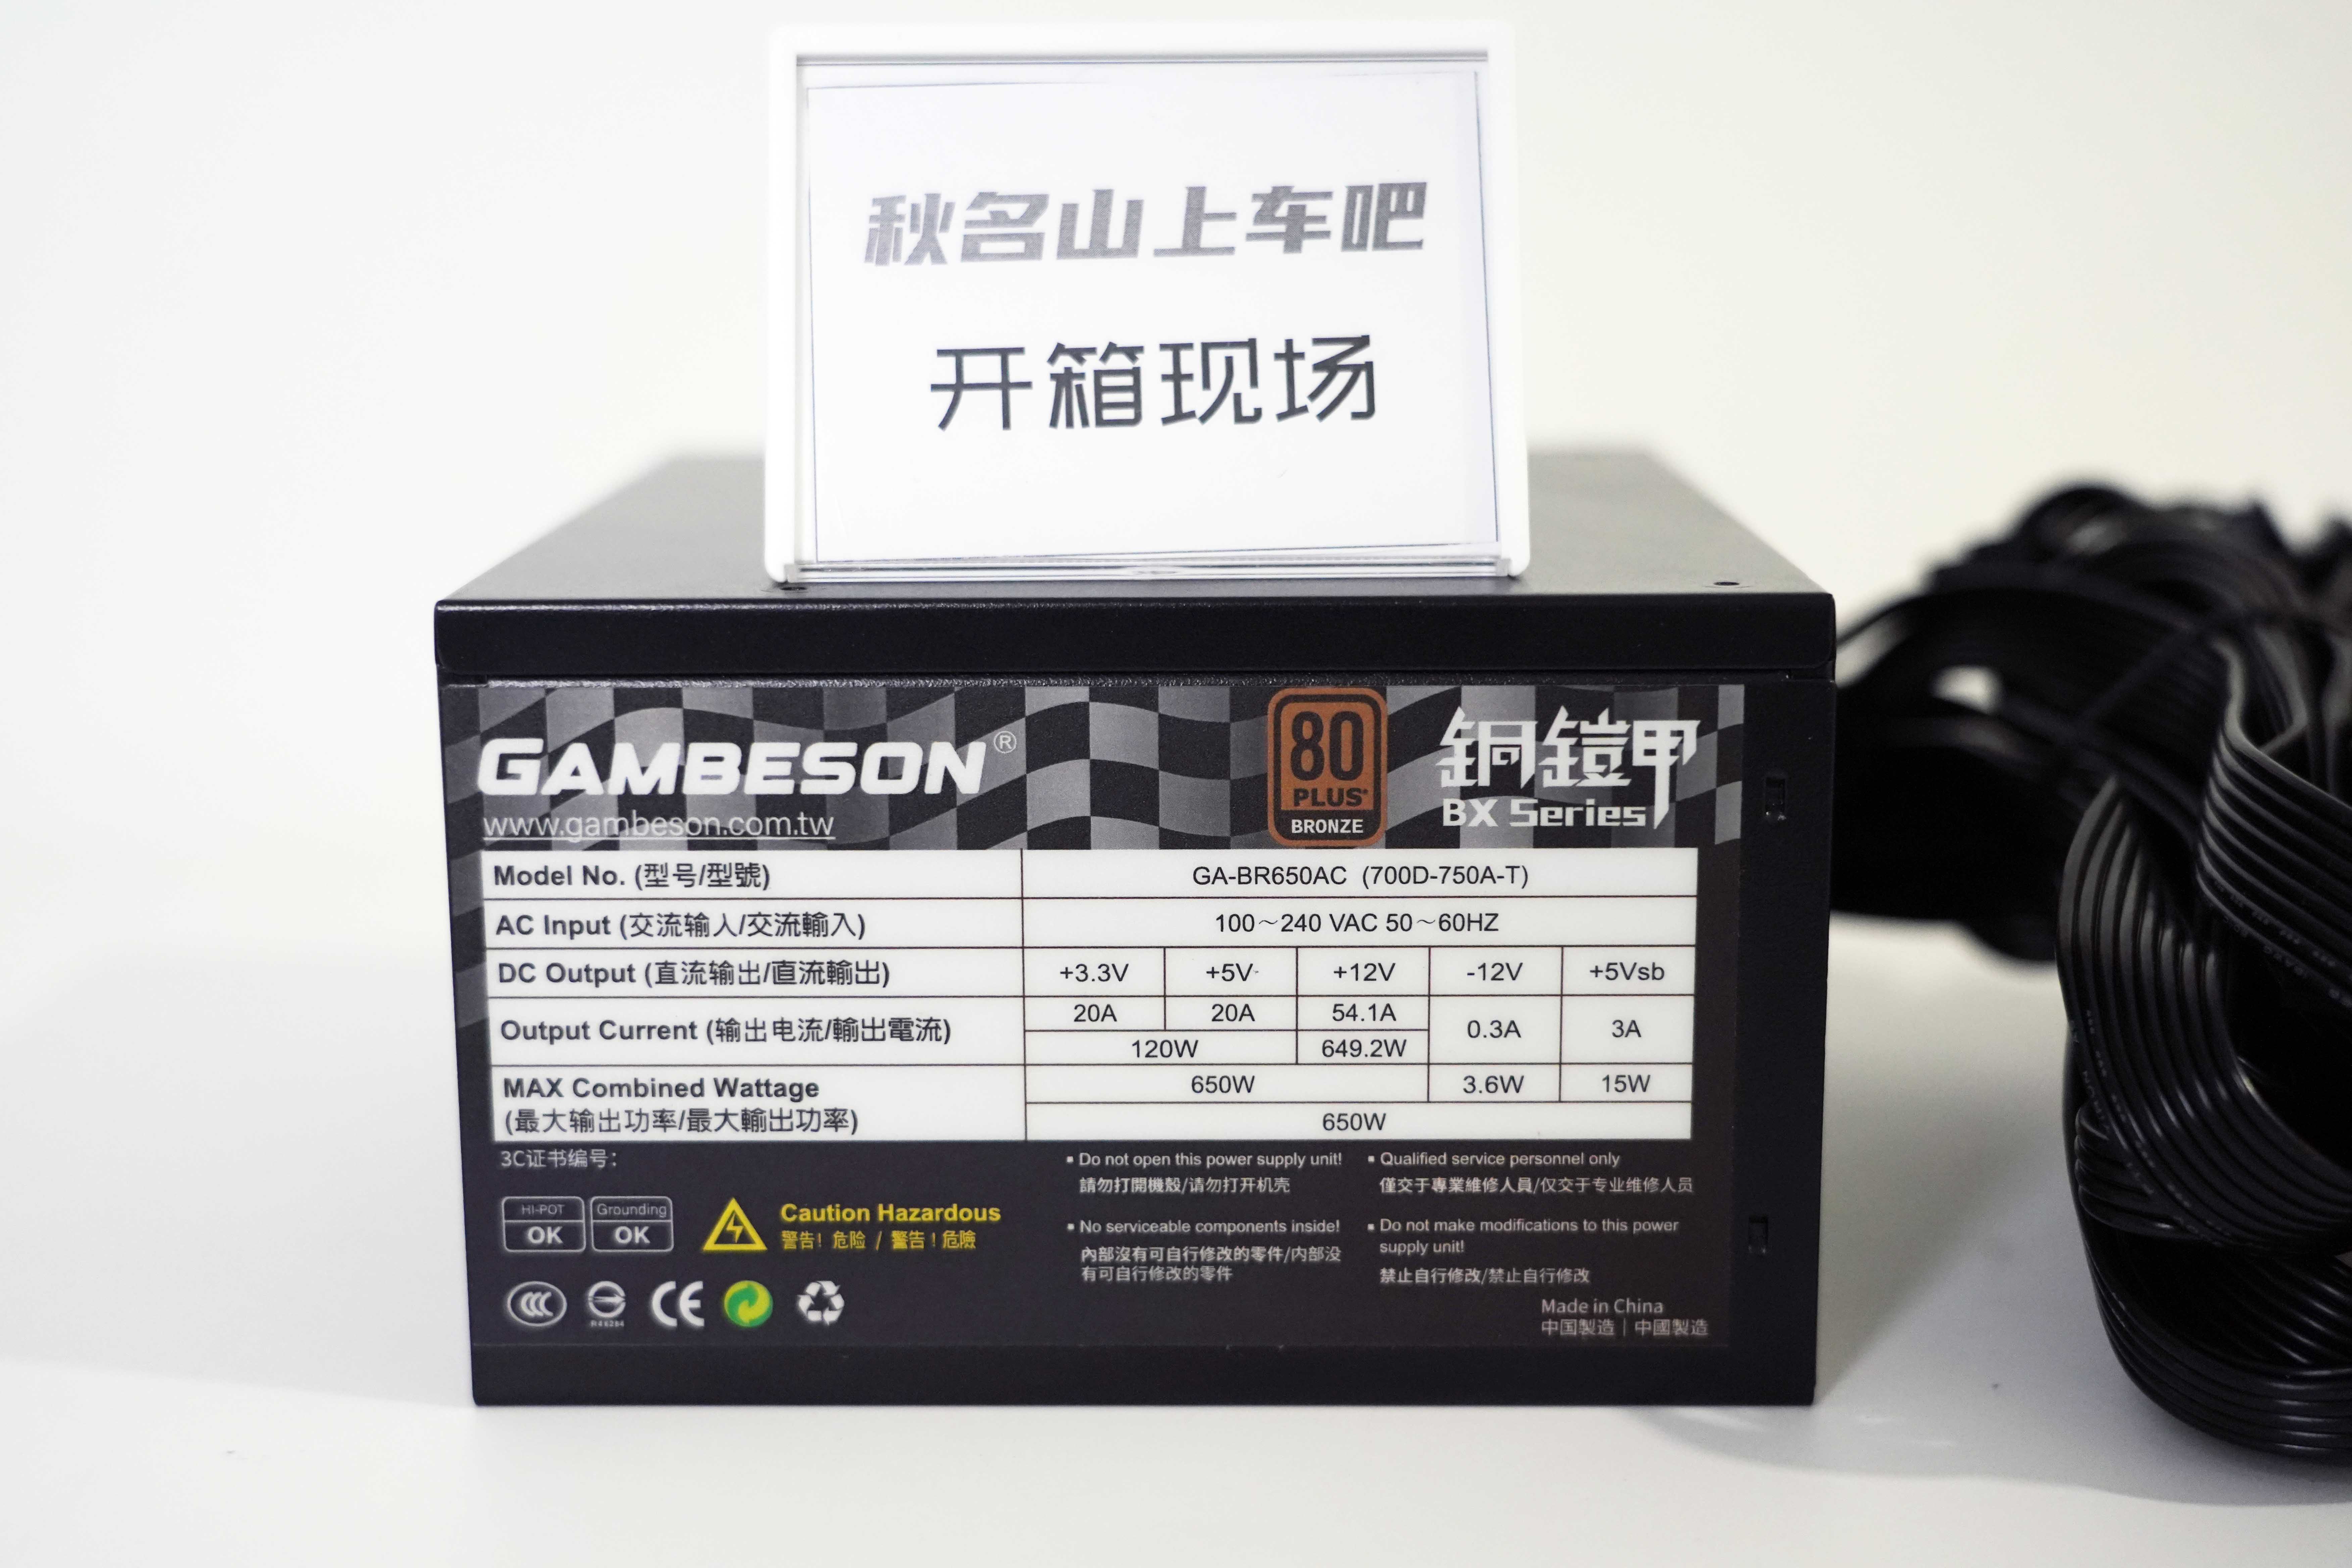 秋名山上车吧
开箱现场
GAMBESON®
www.gambeson.com.tw
80
PLUS
BRONZE
銅鎧甲
BX Series
Model No. (型号/型號)
GA-BR650AC (700D-750A-T)
AC Input (交流输入/交流輸入)
100～240 VAC 50～60HZ
DC Output (直流输出/直流輸出)
+3.3V +5V +12V -12V +5Vsb
Output Current (输出电流/輸出電流)
20A 20A 54.1A 0.3A 3A
120W 649.2W
MAX Combined Wattage
(最大输出功率/最大輸出功率)
650W 3.6W 15W
650W
3C证书编号：
HI-POT
OK
Grounding
OK
Caution Hazardous
警告！危险 / 警告！危險
▪ Do not open this power supply unit!
請勿打開機殼/请勿打开机壳
▪ No serviceable components inside!
內部沒有可自行修改的零件/内部没
有可自行修改的零件
▪ Qualified service personnel only
僅交于專業維修人員/仅交于专业维修人员
▪ Do not make modifications to this power
supply unit!
禁止自行修改/禁止自行修改
CCC
CE
Made in China
中国製造｜中國製造